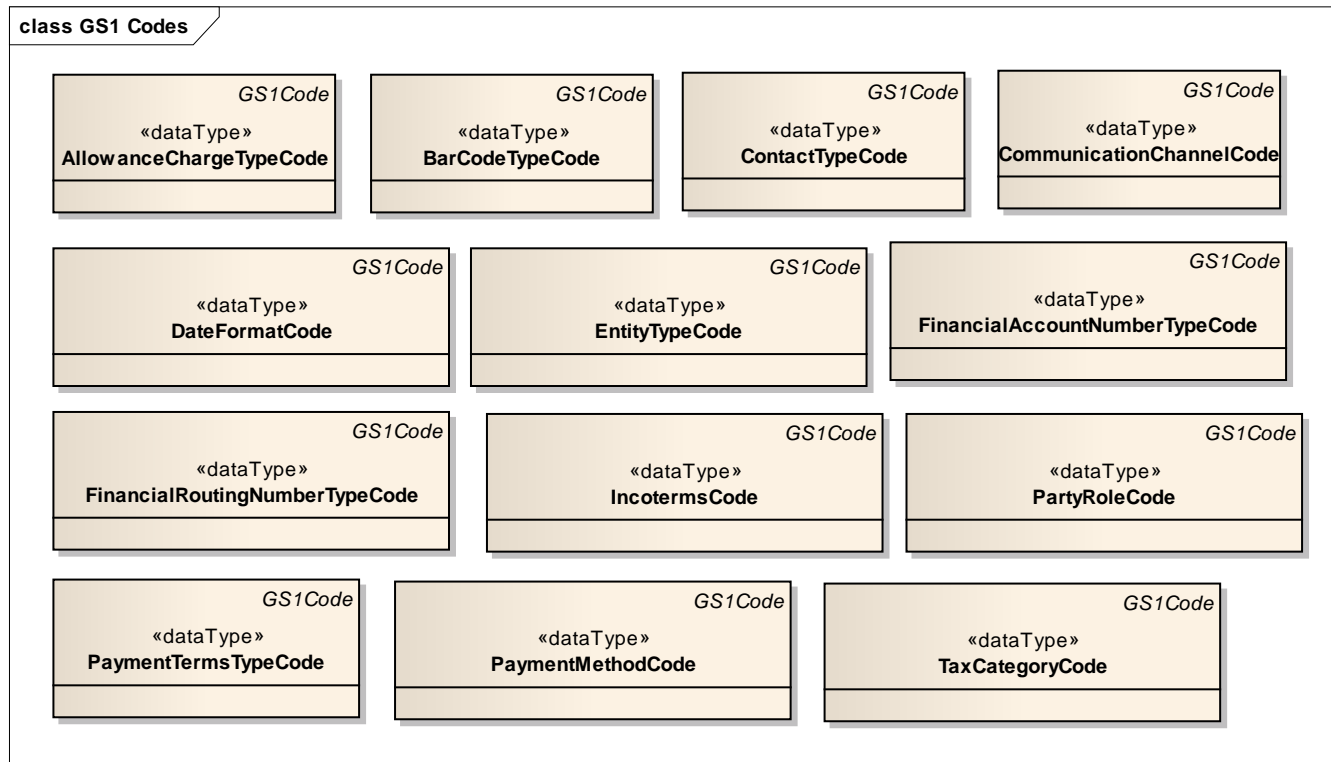 class GS1 Codes
GS1Code
«dataType»
AllowanceChargeTypeCode
GS1Code
«dataType»
BarCodeTypeCode
GS1Code
«dataType»
ContactTypeCode
GS1Code
«dataType»
CommunicationChannelCode
GS1Code
«dataType»
DateFormatCode
GS1Code
«dataType»
EntityTypeCode
GS1Code
«dataType»
FinancialAccountNumberTypeCode
GS1Code
«dataType»
FinancialRoutingNumberTypeCode
GS1Code
«dataType»
IncotermsCode
GS1Code
«dataType»
PartyRoleCode
GS1Code
«dataType»
PaymentTermsTypeCode
GS1Code
«dataType»
PaymentMethodCode
GS1Code
«dataType»
TaxCategoryCode